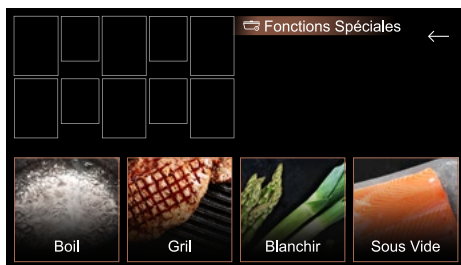 Fonctions Spéciales
Boil
Gril
Blanchir
Sous Vide